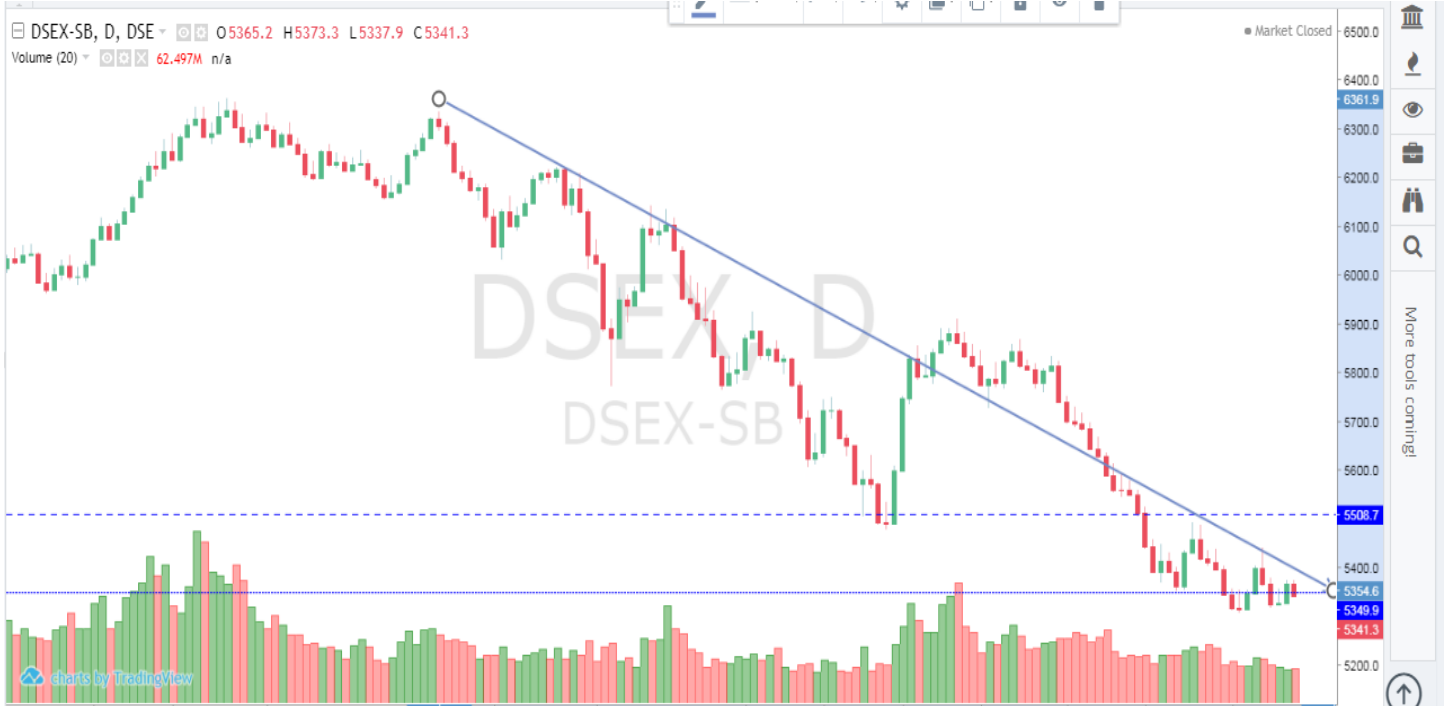 DSEX-SB, D, DSE O5365.2 H5373.3 L5337.9 C5341.3
Volume (20) 62.497M n/a
Market Closed
DSEX, D
DSEX-SB
6500.0
6400.0
6361.9
6300.0
6200.0
6100.0
6000.0
5900.0
5800.0
5700.0
5600.0
5508.7
5400.0
5354.6
5349.9
5341.3
5200.0
More tools coming!
charts by TradingView